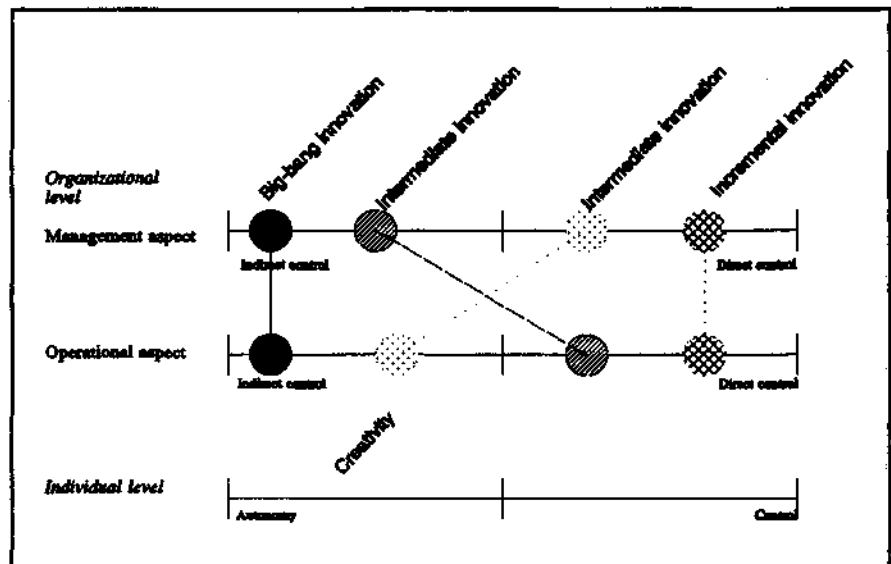 Big-bang innovation
Intermediate innovation
Intermediate innovation
Incremental innovation
Organizational
level
Management aspect
Indirect control
Direct control
Operational aspect
Indirect control
Direct control
Creativity
Individual level
Autonomy
Control